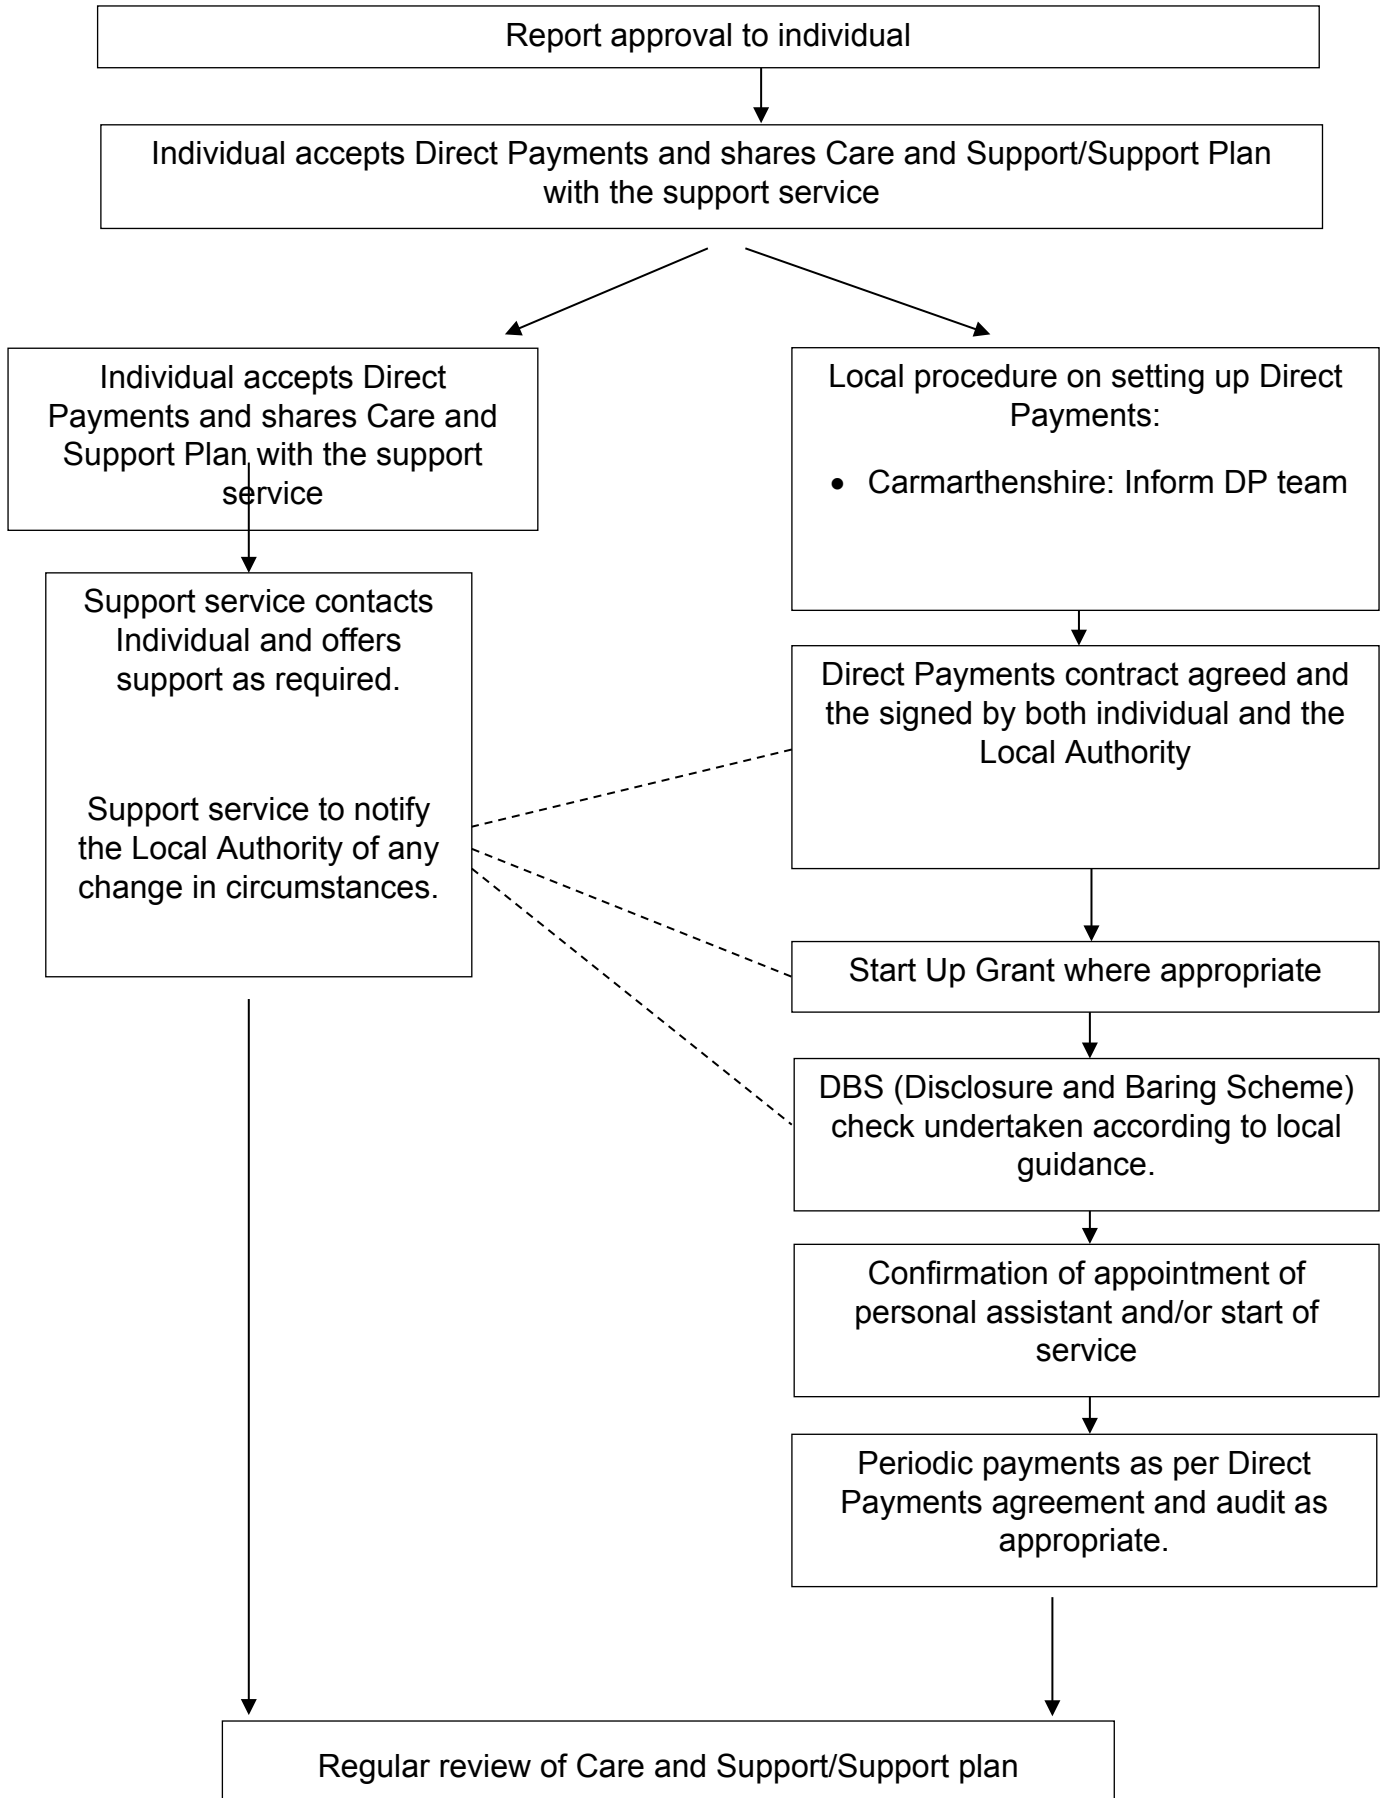 Report approval to individual
Individual accepts Direct Payments and shares Care and Support/Support Plan
with the support service
Individual accepts Direct
Payments and shares Care and
Support Plan with the support
service
Support service contacts
Individual and offers
support as required.
Support service to notify
the Local Authority of any
change in circumstances.
Local procedure on setting up Direct
Payments:
• Carmarthenshire: Inform DP team
Direct Payments contract agreed and
the signed by both individual and the
Local Authority
Start Up Grant where appropriate
DBS (Disclosure and Baring Scheme)
check undertaken according to local
guidance.
Confirmation of appointment of
personal assistant and/or start of
service
Periodic payments as per Direct
Payments agreement and audit as
appropriate.
Regular review of Care and Support/Support plan